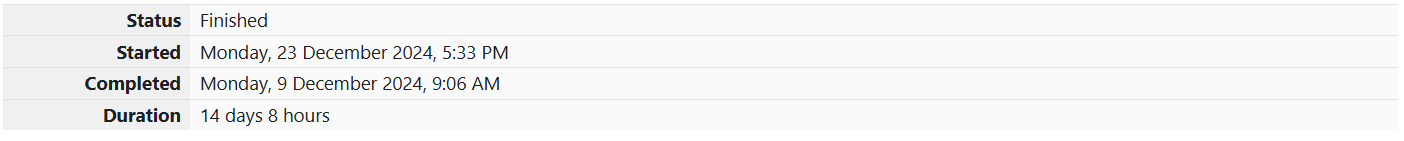 Status Finished
Started Monday, 23 December 2024, 5:33 PM
Completed Monday, 9 December 2024, 9:06 AM
Duration 14 days 8 hours